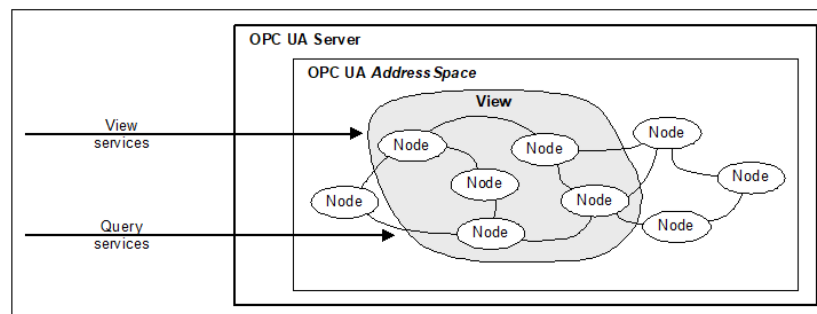 OPC UA Server
OPC UA Address Space
View
View
services
Node
Node
Node
Node
Node
Node
Node
Node
Node
Query
services